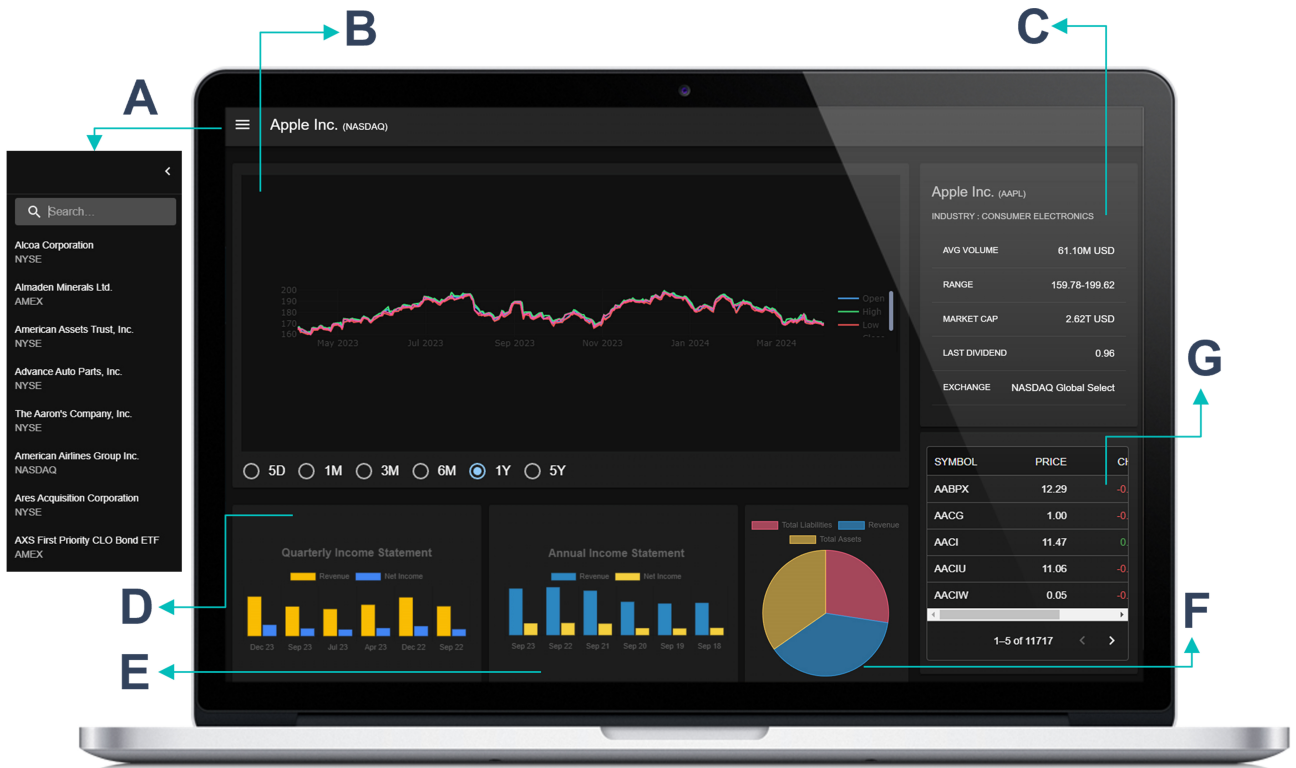 B
C
A
Apple Inc. (NASDAQ)
Search...
Alcoa Corporation
NYSE
Almaden Minerals Ltd.
AMEX
American Assets Trust, Inc.
NYSE
Advance Auto Parts, Inc.
NYSE
The Aaron's Company, Inc.
NYSE
American Airlines Group Inc.
NASDAQ
Ares Acquisition Corporation
NYSE
AXS First Priority CLO Bond ETF
AMEX
200
190
180
170
160
May 2023 Jul 2023 Sep 2023 Nov 2023 Jan 2024 Mar 2024
Open
High
Low
5D 1M 3M 6M 1Y 5Y
Apple Inc. (AAPL)
INDUSTRY : CONSUMER ELECTRONICS
AVG VOLUME 61.10M USD
RANGE 159.78-199.62
MARKET CAP 2.62T USD
LAST DIVIDEND 0.96
EXCHANGE NASDAQ Global Select
G
SYMBOL PRICE
AABPX 12.29 -0.
AACG 1.00 -0.
AACI 11.47 0.
AACIU 11.06 -0.
AACIW 0.05 -0.
1–5 of 11717
D
Quarterly Income Statement
Revenue Net Income
Dec 23 Sep 23 Jul 23 Apr 23 Dec 22 Sep 22
E
Annual Income Statement
Revenue Net Income
Sep 23 Sep 22 Sep 21 Sep 20 Sep 19 Sep 18
Total Liabilities Revenue
Total Assets
F